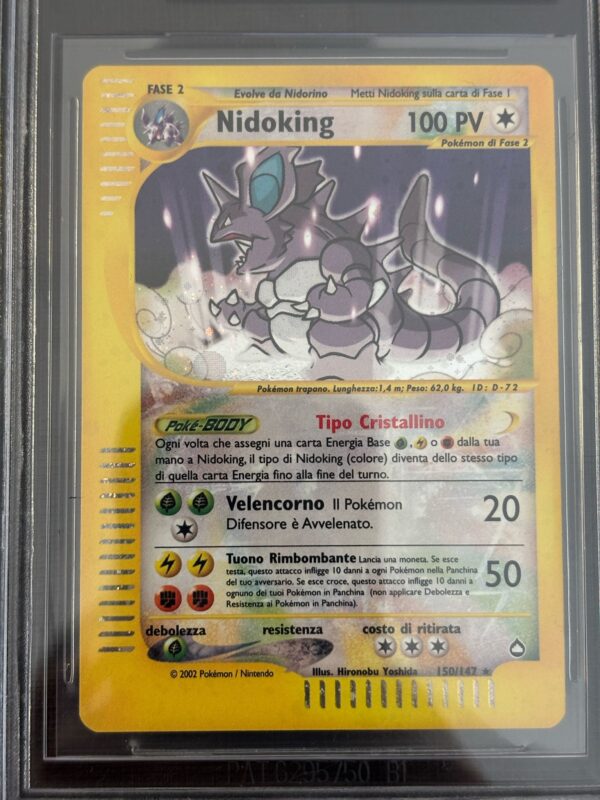 FASE 2
Evolve da Nidorino Metti Nidoking sulla carta di Fase 1
Nidoking 100 PV
Pokémon di Fase 2
Pokémon trapano. Lunghezza: 1,4 m; Peso: 62,0 kg. ID: D-72
Poké-BODY Tipo Cristallino
Ogni volta che assegni una carta Energia Base , o dalla tua
mano a Nidoking, il tipo di Nidoking (colore) diventa dello stesso tipo
di quella carta Energia fino alla fine del turno.
Velencorno Il Pokémon 20
Difensore è Avvelenato.
Tuono Rimbombante Lancia una moneta. Se esce
testa, questo attacco infligge 10 danni a ogni Pokémon nella Panchina
del tuo avversario. Se esce croce, questo attacco infligge 10 danni a
ognuno dei tuoi Pokémon in Panchina (non applicare Debolezza e
Resistenza ai Pokémon in Panchina).
50
debolezza resistenza costo di ritirata
© 2002 Pokémon / Nintendo Illus. Hironobu Yoshida 150/147 ★